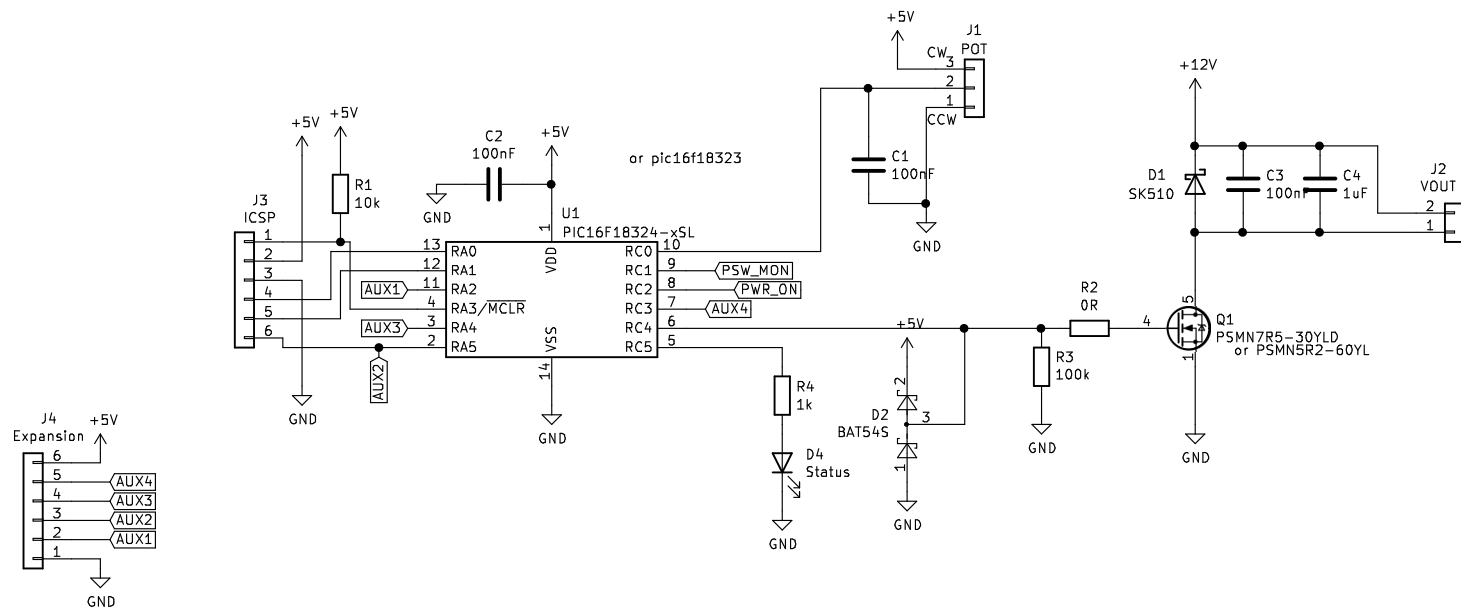 +5V
J1
POT
CW
3
2
1
CCW
+12V
+5V
+5V
C2
100nF
+5V
or pic16f18323
C1
100nF
R1
10k
GND
J3
ICSP
1
2
3
4
5
6
U1
PIC16F18324-xSL
1
VDD
GND
D1
SK510
C3
100nF
C4
1uF
J2
VOUT
2
1
13 RA0
12 RA1
AUX1 11 RA2
4 RA3/MCLR
AUX3 3 RA4
2 RA5
AUX2
RC0 10
RC1 9 PSW_MON
RC2 8 PWR_ON
RC3 7 AUX4
RC4 6
RC5 5
VSS
14
GND
GND
+5V
R2
0R
4
5
1
Q1
PSMN7R5-30YLD
or PSMN5R2-60YL
R3
100k
GND
GND
R4
1k
D2
BAT54S
2
3
1
GND
D4
Status
GND
J4
Expansion
+5V
6
5 AUX4
4 AUX3
3 AUX2
2 AUX1
1
GND